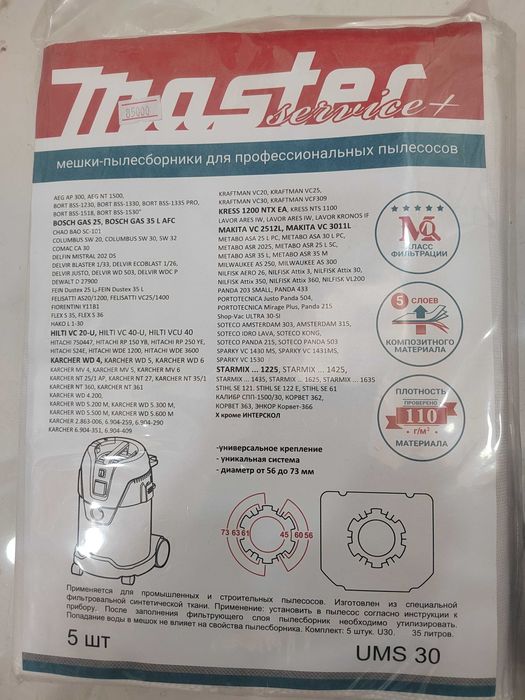 master
85000
service+
мешки-пылесборники для профессиональных пылесосов
AEG AP 300, AEG NT 1500,
BORT BSS-1230, BORT BSS-1330, BORT BSS-1335 PRO,
BORT BSS-1518, BORT BSS-1530"
BOSCH GAS 25, BOSCH GAS 35 L AFC
CHAO BAO SC-101
COLUMBUS SW 20, COLUMBUS SW 30, SW 32
COMAC CA 30
DELFIN MISTRAL 202 DS
DELVIR BLASTER 1/33, DELVIR ECOBLAST 1/26,
DELVIR JUSTO, DELVIR WD 503, DELVIR WDC P
DEWALT D 27900
FEIN Dustex 25 L, FEIN Dustex 35 L
FELISATTI AS20/1200, FELISATTI VC25/1400
FIORENTINI Y11B1
FLEX S 35, FLEX S 36
HAKO L 1-30
HILTI VC 20-U, HILTI VC 40-U, HILTI VCU 40
HITACHI 750447, HITACHI RP 150 YB, HITACHI RP 250 YE,
HITACHI S24E, HITACHI WDE 1200, HITACHI WDE 3600
KARCHER WD 4, KARCHER WD 5, KARCHER WD 6
KARCHER MV 4, KARCHER MV 5, KARCHER MV 6
KARCHER NT 25/1 AP, KARCHER NT 27, KARCHER NT 35/1
KARCHER NT 360, KARCHER NT 361
KARCHER WD 4.200,
KARCHER WD 5.200 M, KARCHER WD 5.300 M,
KARCHER WD 5.500 M, KARCHER WD 5.600 M
KARCHER 2.863-006, 6.904-259, 6.904-290
KARCHER 6.904-351, 6.904-409
KRAFTMAN VC20, KRAFTMAN VC25,
KRAFTMAN VC30, KRAFTMAN VCF309
KRESS 1200 NTX EA, KRESS NTS 1100
LAVOR ARES IW, LAVOR ARES IW, LAVOR KRONOS IF
MAKITA VC 2512L, MAKITA VC 3011L
METABO ASA 25 L PC, METABO ASA 30 L PC,
METABO ASR 2025, METABO ASR 25 L SC,
METABO ASR 35 L, METABO ASR 35 M
MILWAUKEE AS 250, MILWAUKEE AS 300
NILFISK AERO 26, NILFISK Attix 3, NILFISK Attix 30,
NILFISK Attix 350, NILFISK Attix 360, NILFISK VL200
PANDA 203 SMALL, PANDA 433
PORTOTECNICA Justo Panda 504,
PORTOTECNICA Mirage Plus, PANDA 215
Shop-Vac ULTRA 30-SI
SOTECO AMSTERDAM 303, AMSTERDAM 315,
SOTECO IDRO LAVA, SOTECO KONG,
SOTECO PANDA 215, SOTECO PANDA 503
SPARKY VC 1430 MS, SPARKY VC 1431MS,
SPARKY VC 1530
STARMIX ... 1225, STARMIX ... 1425,
STARMIX ... 1435, STARMIX ... 1625, STARMIX ... 1635
STIHL SE 121, STIHL SE 122 E, STIHL SE 61
КАЛИБР СПП-1500/30, КОРВЕТ 362,
КОРВЕТ 363, ЭНКОР Корвет-366
X кроме ИНТЕРСКОЛ
М
КЛАСС
ФИЛЬТРАЦИИ
5 СЛОЕВ
КОМПОЗИТНОГО
МАТЕРИАЛА
ПЛОТНОСТЬ
ПРОВЕРЕНО
110
г/м²
МАТЕРИАЛА
-универсальное крепление
- уникальная система
- диаметр от 56 до 73 мм
73 63 61 45 60 56
Применяется для промышленных и строительных пылесосов. Изготовлен из специальной
фильтровальной синтетической ткани. Применение: установить в пылесос согласно инструкции к
прибору. После заполнения фильтрующего слоя пылесборник необходимо утилизировать.
Попадание воды в мешок не влияет на свойства пылесборника. Комплект: 5 штук. U30. 35 литров.
5 шт
UMS 30